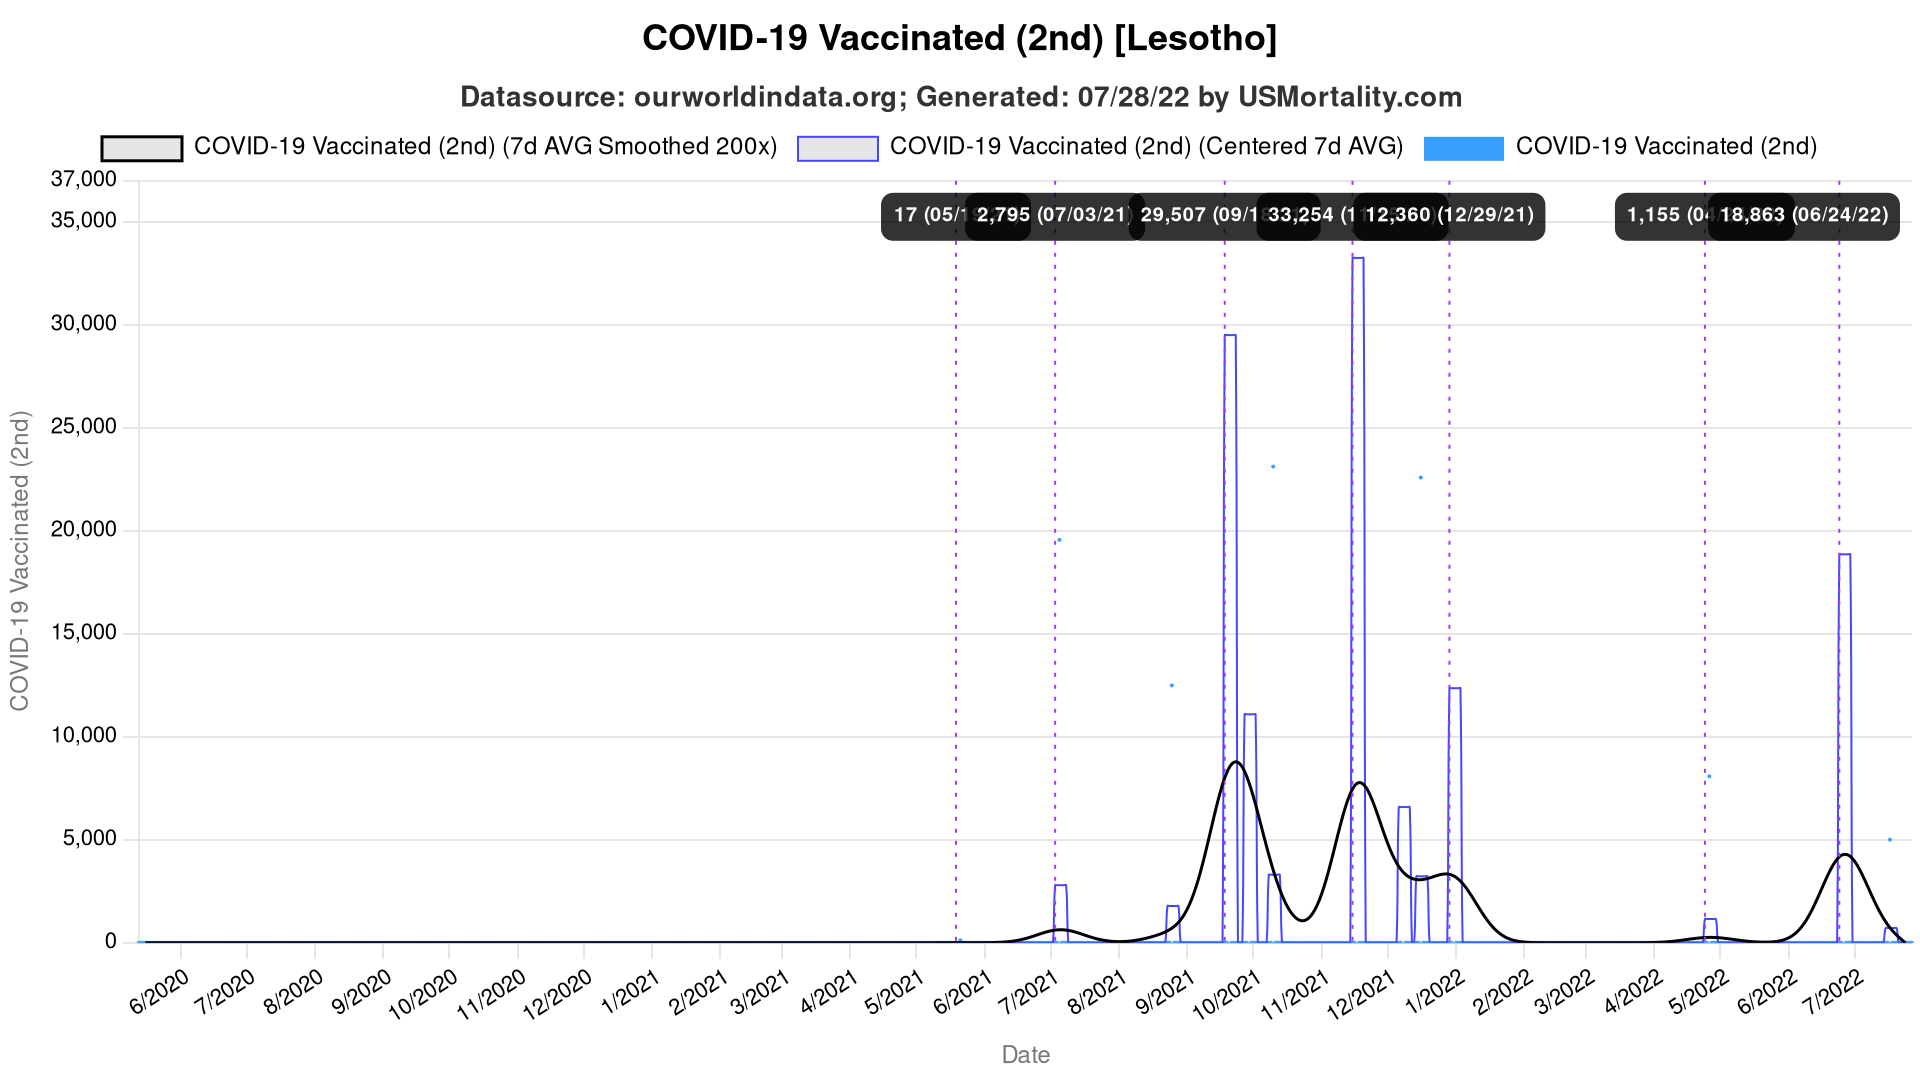 COVID-19 Vaccinated (2nd) [Lesotho]
Datasource: ourworldindata.org; Generated: 07/28/22 by USMortality.com
COVID-19 Vaccinated (2nd) (7d AVG Smoothed 200x) COVID-19 Vaccinated (2nd) (Centered 7d AVG) COVID-19 Vaccinated (2nd)
37,000
35,000
17 2,795 (07/03/21) 29,507 33,254 12,360 (12/29/21) 1,155 18,863 (06/24/22)
30,000
25,000
20,000
15,000
10,000
5,000
0
COVID-19 Vaccinated (2nd)
6/2020 7/2020 8/2020 9/2020 10/2020 11/2020 12/2020 1/2021 2/2021 3/2021 4/2021 5/2021 6/2021 7/2021 8/2021 9/2021 10/2021 11/2021 12/2021 1/2022 2/2022 3/2022 4/2022 5/2022 6/2022 7/2022
Date